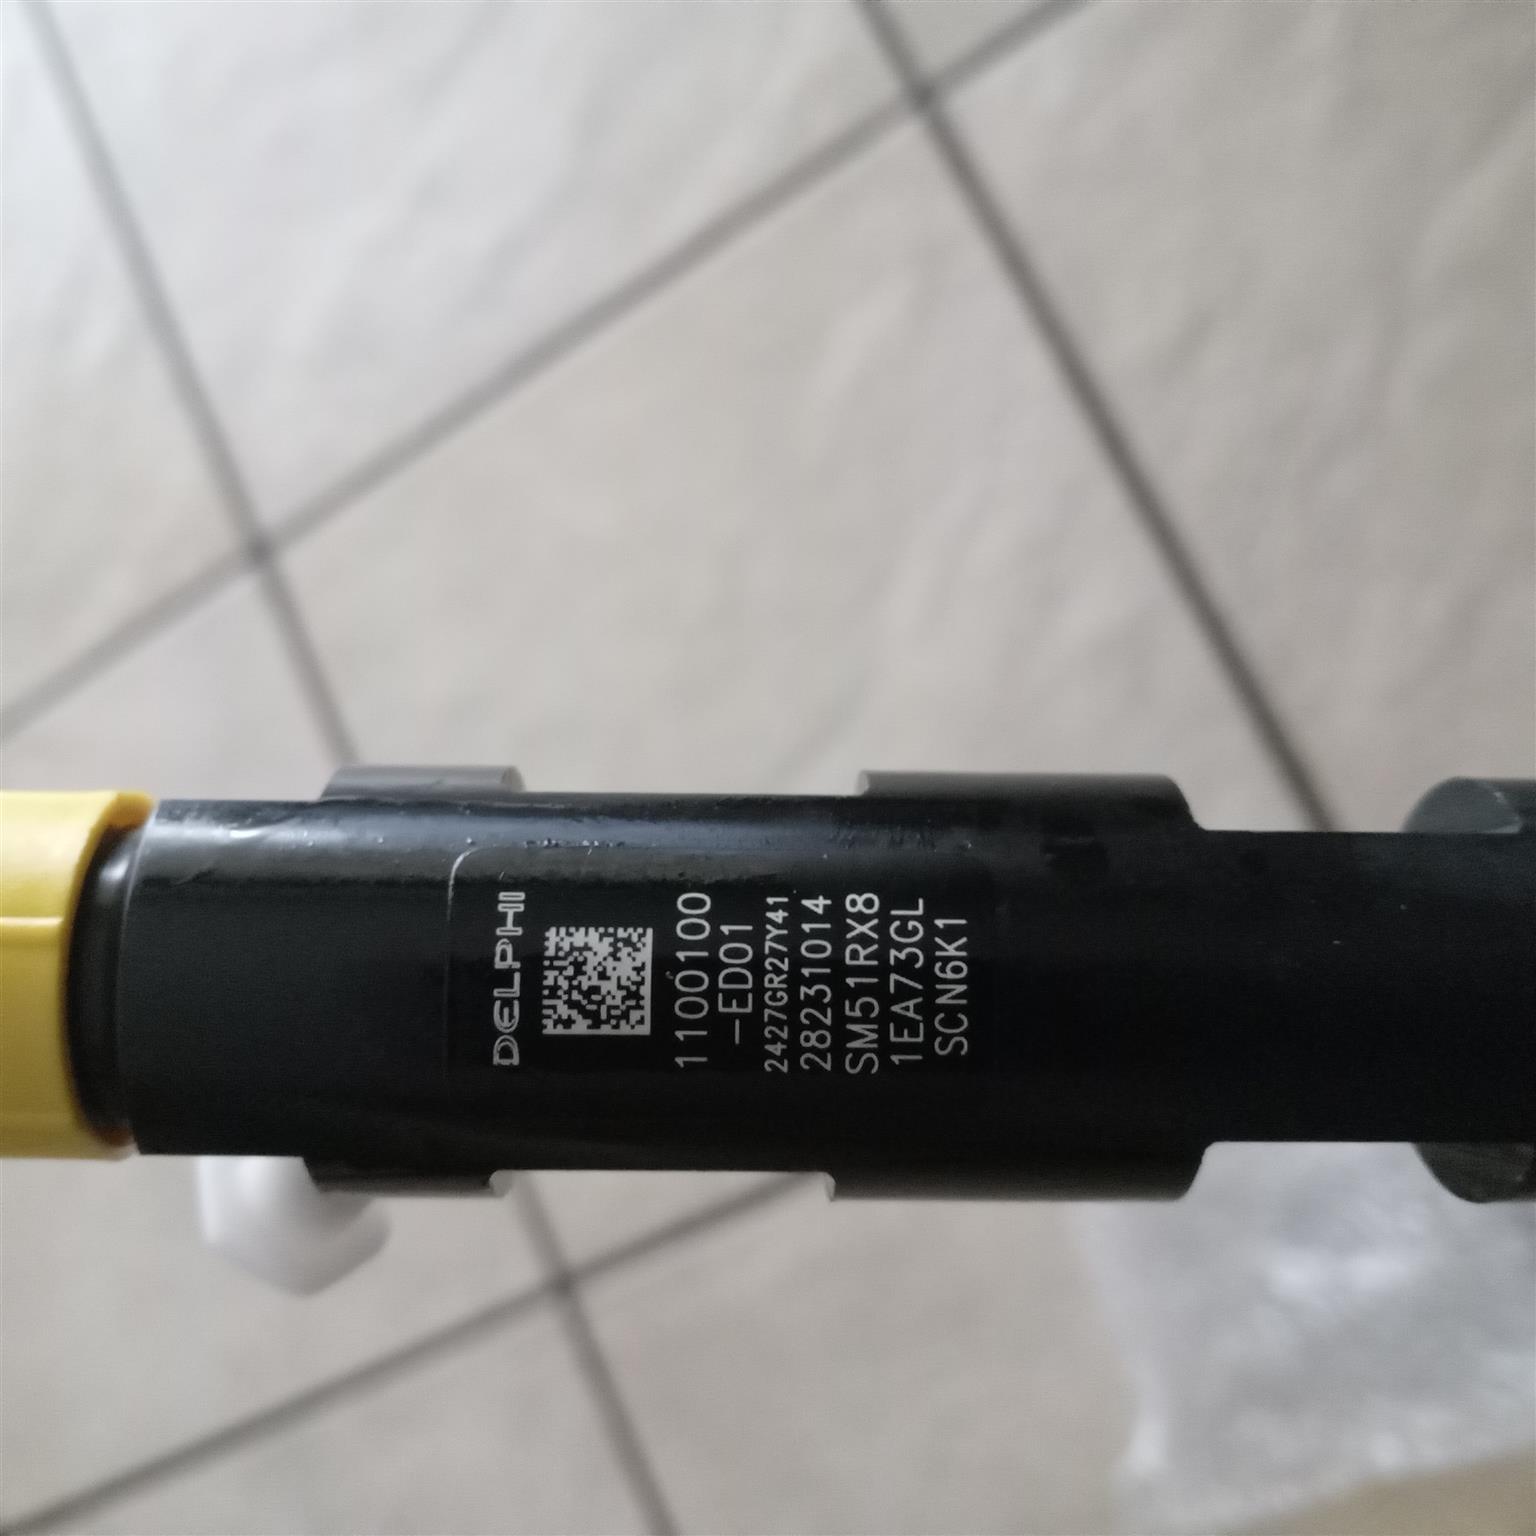 DELPHI
1100100
-ED01
2427GR27Y41
28231014
SM51RX8
1EA73GL
SCN6K1